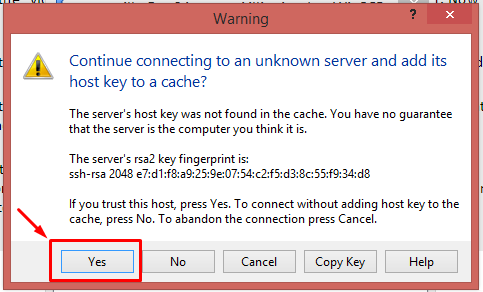 Warning
Continue connecting to an unknown server and add its
host key to a cache?
The server's host key was not found in the cache. You have no guarantee
that the server is the computer you think it is.
The server's rsa2 key fingerprint is:
ssh-rsa 2048 e7:d1:f8:a9:25:9e:07:54:c2:f5:d3:8c:55:f9:34:d8
If you trust this host, press Yes. To connect without adding host key to the
cache, press No. To abandon the connection press Cancel.
Yes No Cancel Copy Key Help